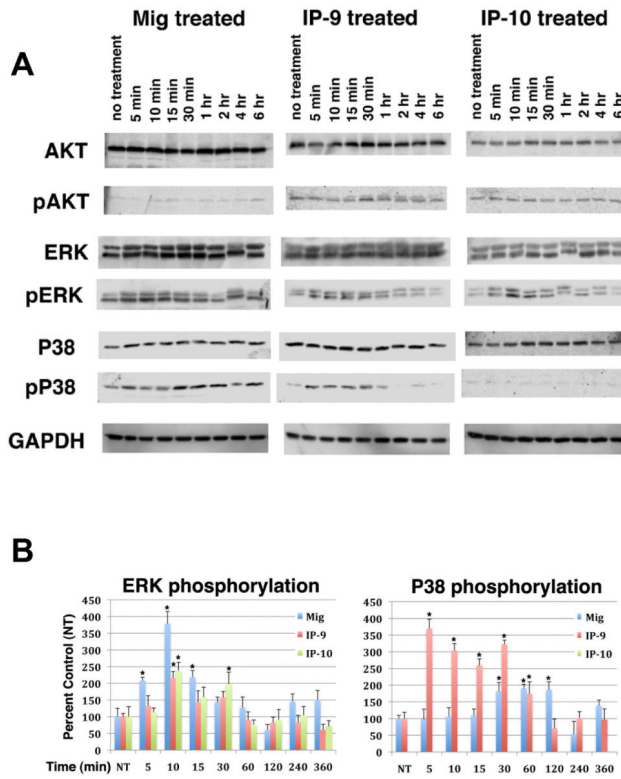 Mig treated IP-9 treated IP-10 treated
A
no treatment 5 min 10 min 15 min 30 min 1 hr 2 hr 4 hr 6 hr
no treatment 5 min 10 min 15 min 30 min 1 hr 2 hr 4 hr 6 hr
no treatment 5 min 10 min 15 min 30 min 1 hr 2 hr 4 hr 6 hr
AKT
pAKT
ERK
pERK
P38
pP38
GAPDH
B
ERK phosphorylation
Percent Control (NT)
450
400
350
300
250
200
150
100
50
0
* * * * * *
Mig
IP-9
IP-10
Time (min) NT 5 10 15 30 60 120 240 360
P38 phosphorylation
450
400
350
300
250
200
150
100
50
0
* * * * * * * *
Mig
IP-9
NT 5 10 15 30 60 120 240 360